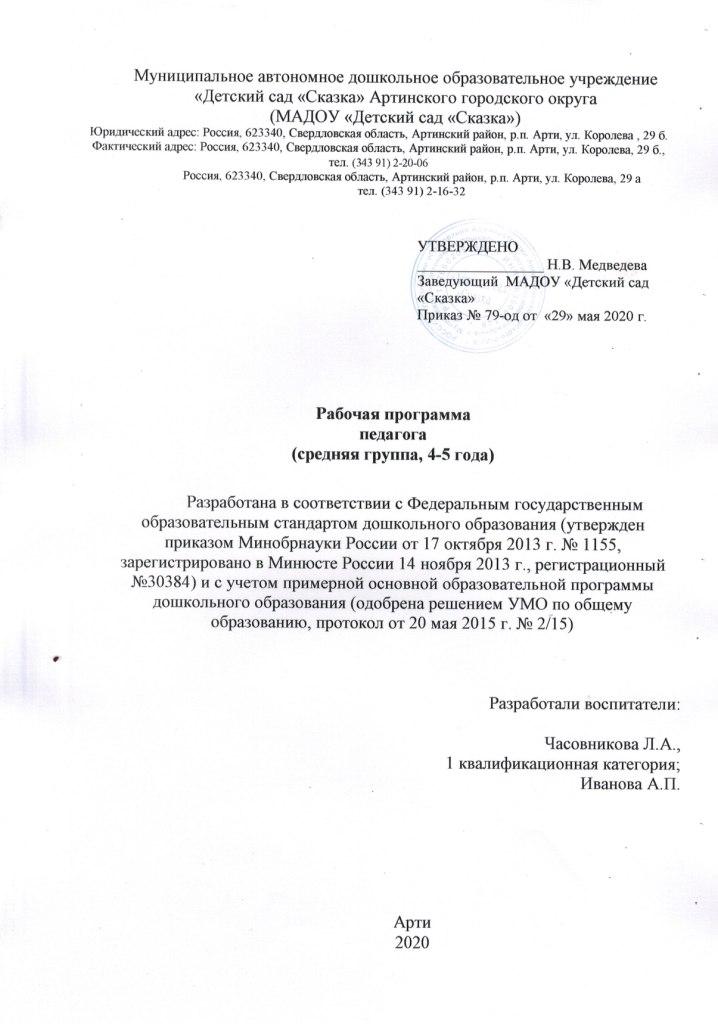 Муниципальное автономное дошкольное образовательное учреждение
«Детский сад «Сказка» Артинского городского округа
(МАДОУ «Детский сад «Сказка»)
Юридический адрес: Россия, 623340, Свердловская область, Артинский район, р.п. Арти, ул. Королева , 29 б.
Фактический адрес: Россия, 623340, Свердловская область, Артинский район, р.п. Арти, ул. Королева, 29 б.,
тел. (343 91) 2-20-06
Россия, 623340, Свердловская область, Артинский район, р.п. Арти, ул. Королева, 29 а
тел. (343 91) 2-16-32
УТВЕРЖДЕНО
________________ Н.В. Медведева
Заведующий МАДОУ «Детский сад
«Сказка»
Приказ № 79-од от «29» мая 2020 г.
Рабочая программа
педагога
(средняя группа, 4-5 года)
Разработана в соответствии с Федеральным государственным
образовательным стандартом дошкольного образования (утвержден
приказом Минобрнауки России от 17 октября 2013 г. № 1155,
зарегистрировано в Минюсте России 14 ноября 2013 г., регистрационный
№30384) и с учетом примерной основной образовательной программы
дошкольного образования (одобрена решением УМО по общему
образованию, протокол от 20 мая 2015 г. № 2/15)
Разработали воспитатели:
Часовникова Л.А.,
1 квалификационная категория;
Иванова А.П.
Арти
2020